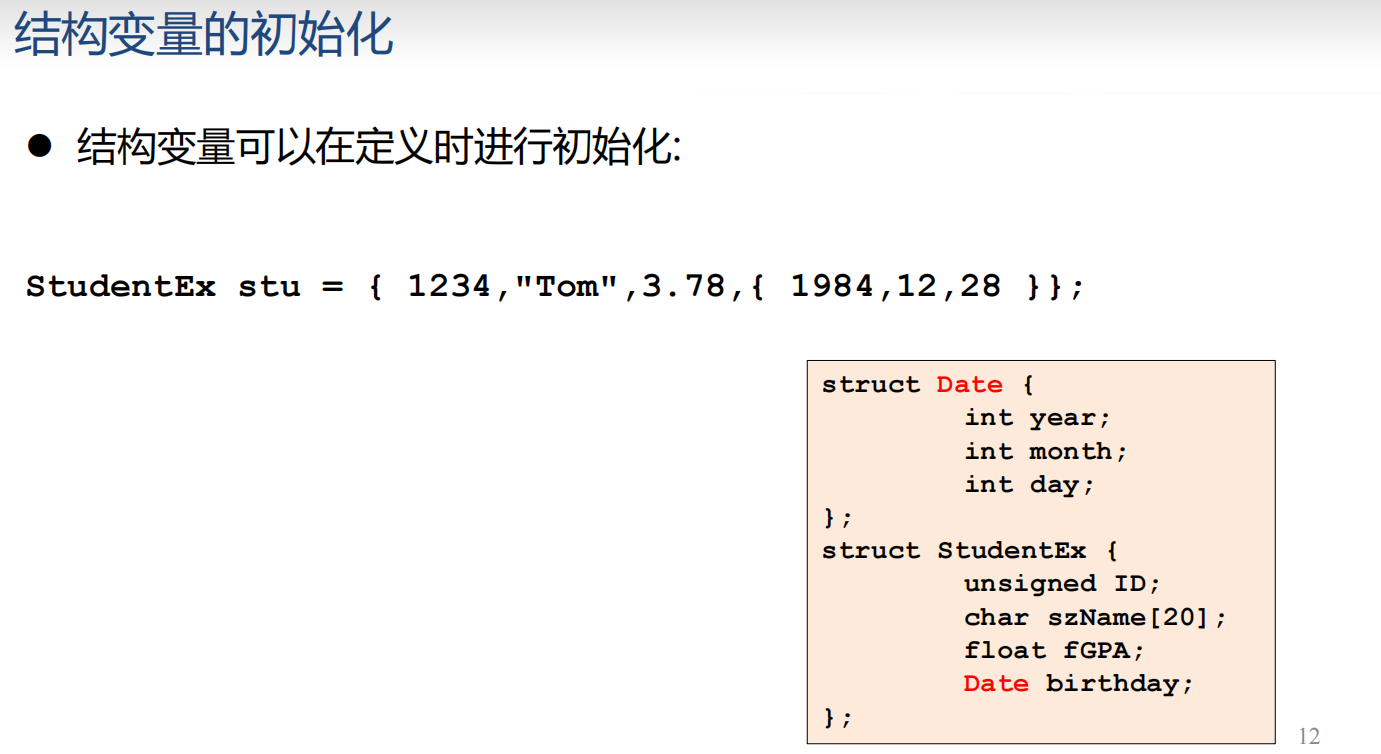 结构变量的初始化
● 结构变量可以在定义时进行初始化:
StudentEx stu = { 1234,"Tom",3.78,{ 1984,12,28 }};
struct Date {
int year;
int month;
int day;
};
struct StudentEx {
unsigned ID;
char szName[20];
float fGPA;
Date birthday;
};
12